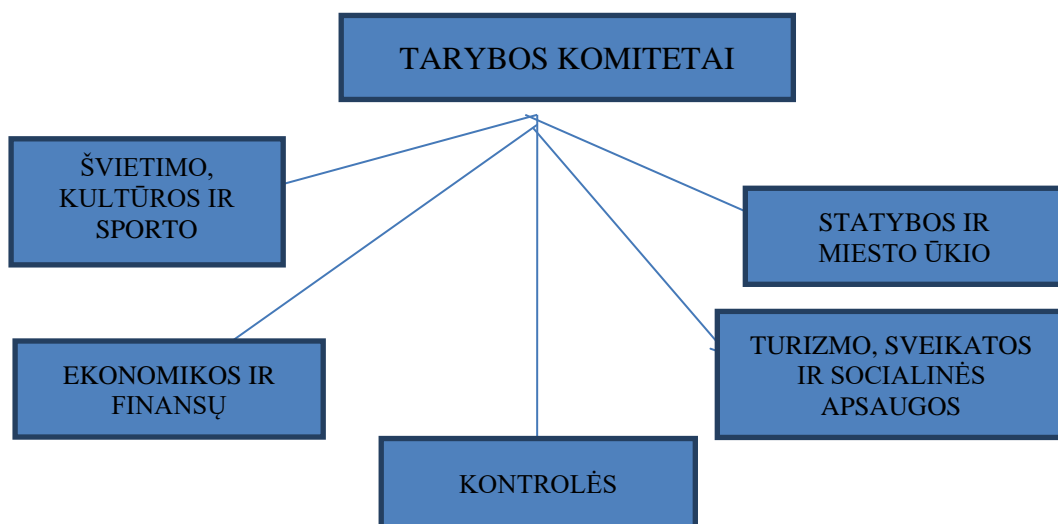 TARYBOS KOMITETAI
ŠVIETIMO,
KULTŪROS IR
SPORTO
STATYBOS IR
MIESTO ŪKIO
EKONOMIKOS IR
FINANSŲ
TURIZMO, SVEIKATOS
IR SOCIALINĖS
APSAUGOS
KONTROLĖS